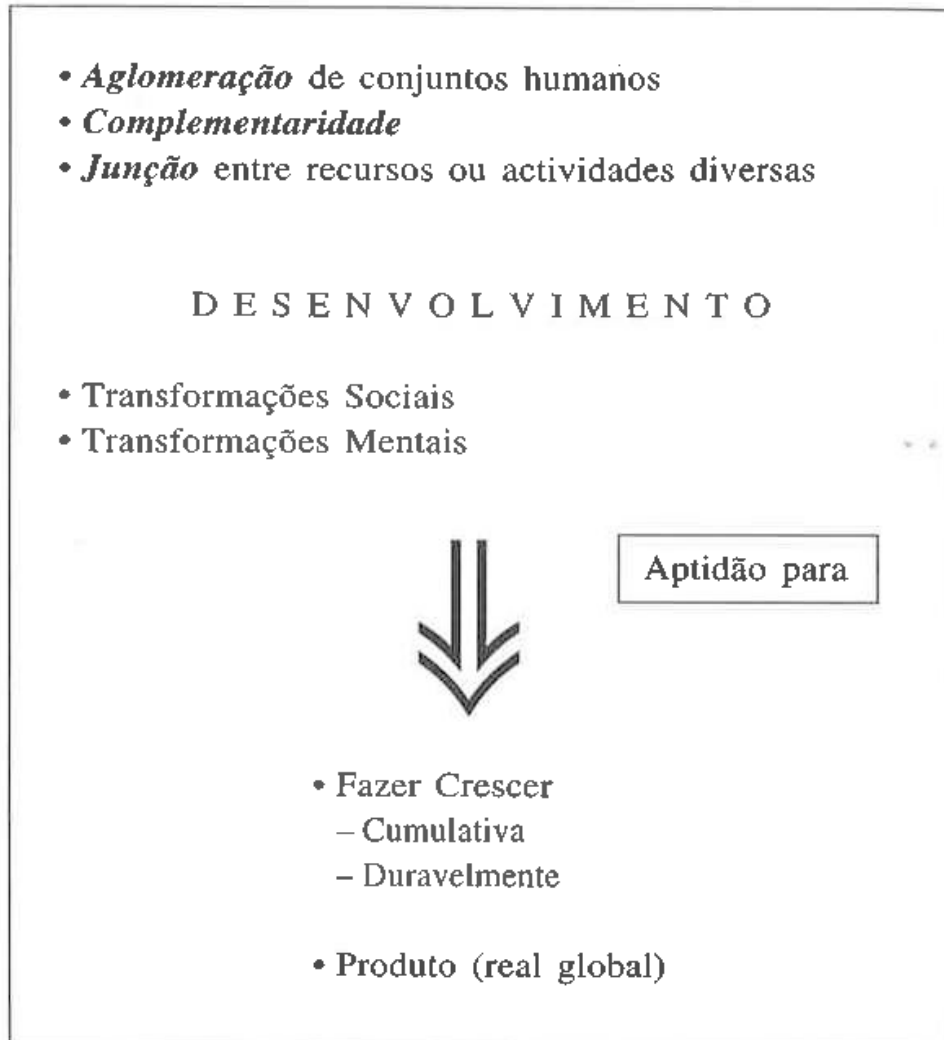 • Aglomeração de conjuntos humanos
• Complementaridade
• Junção entre recursos ou actividades diversas
D E S E N V O L V I M E N T O
• Transformações Sociais
• Transformações Mentais
Aptidão para
• Fazer Crescer
– Cumulativa
– Duravelmente
• Produto (real global)